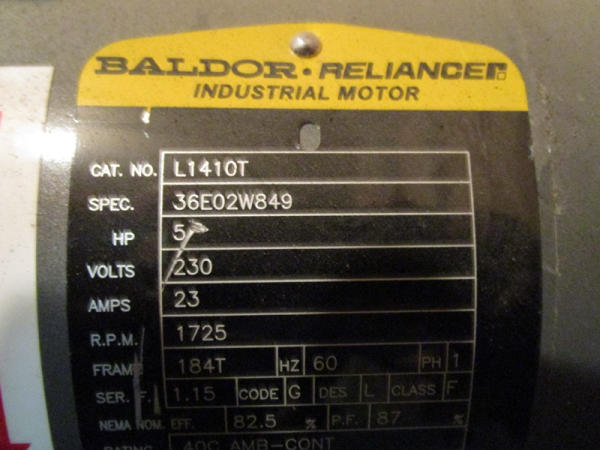 BALDOR · RELIANCE
INDUSTRIAL MOTOR
CAT. NO. L1410T
SPEC. 36E02W849
HP 5
VOLTS 230
AMPS 23
R.P.M. 1725
FRAME 184T HZ 60 PH 1
SER. F. 1.15 CODE G DES L CLASS F
NEMA NOM. EFF. 82.5 % P.F. 87 %
RATING 40C AMB-CONT